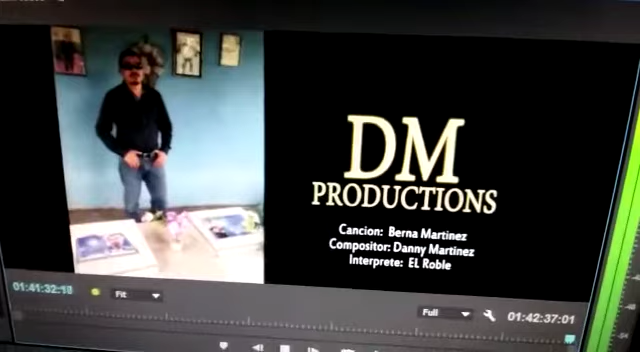 DM
PRODUCTIONS
Cancion: Berna Martinez
Compositor: Danny Martinez
Interprete: EL Roble
01:41:32:18
Fit
Full
01:42:37:01